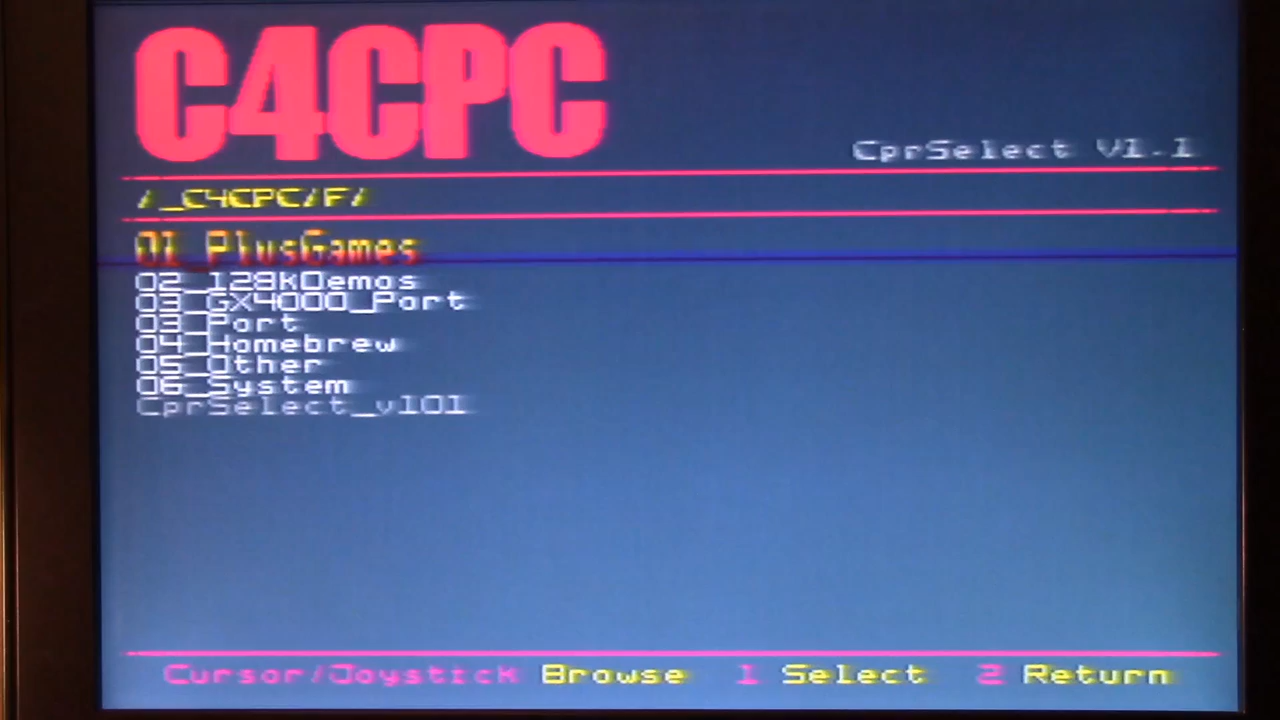 C4CPC
CprSelect V1.1
/_C4CPC/F/
01_PlusGames
02_128kDemos
03_GX4000_Port
03_Port
04_Homebrew
05_Other
06_System
CprSelect_v101
Cursor/Joystick Browse 1 Select 2 Return